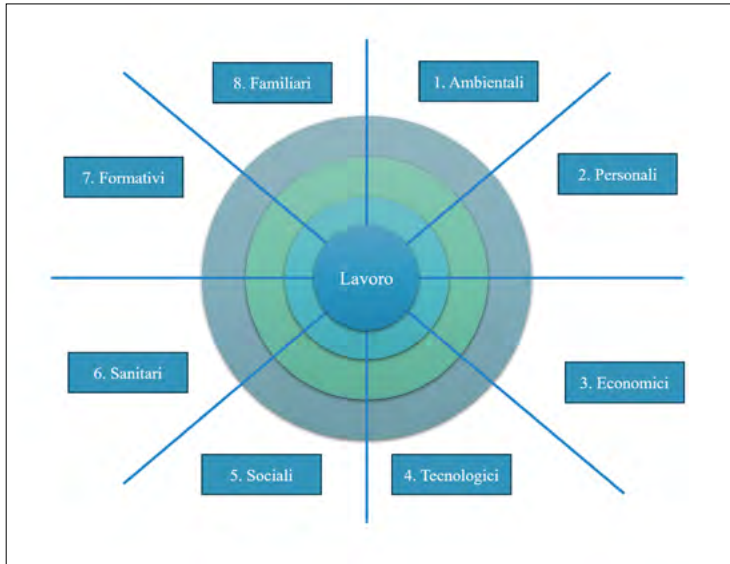 8. Familiari
1. Ambientali
7. Formativi
2. Personali
Lavoro
6. Sanitari
3. Economici
5. Sociali
4. Tecnologici